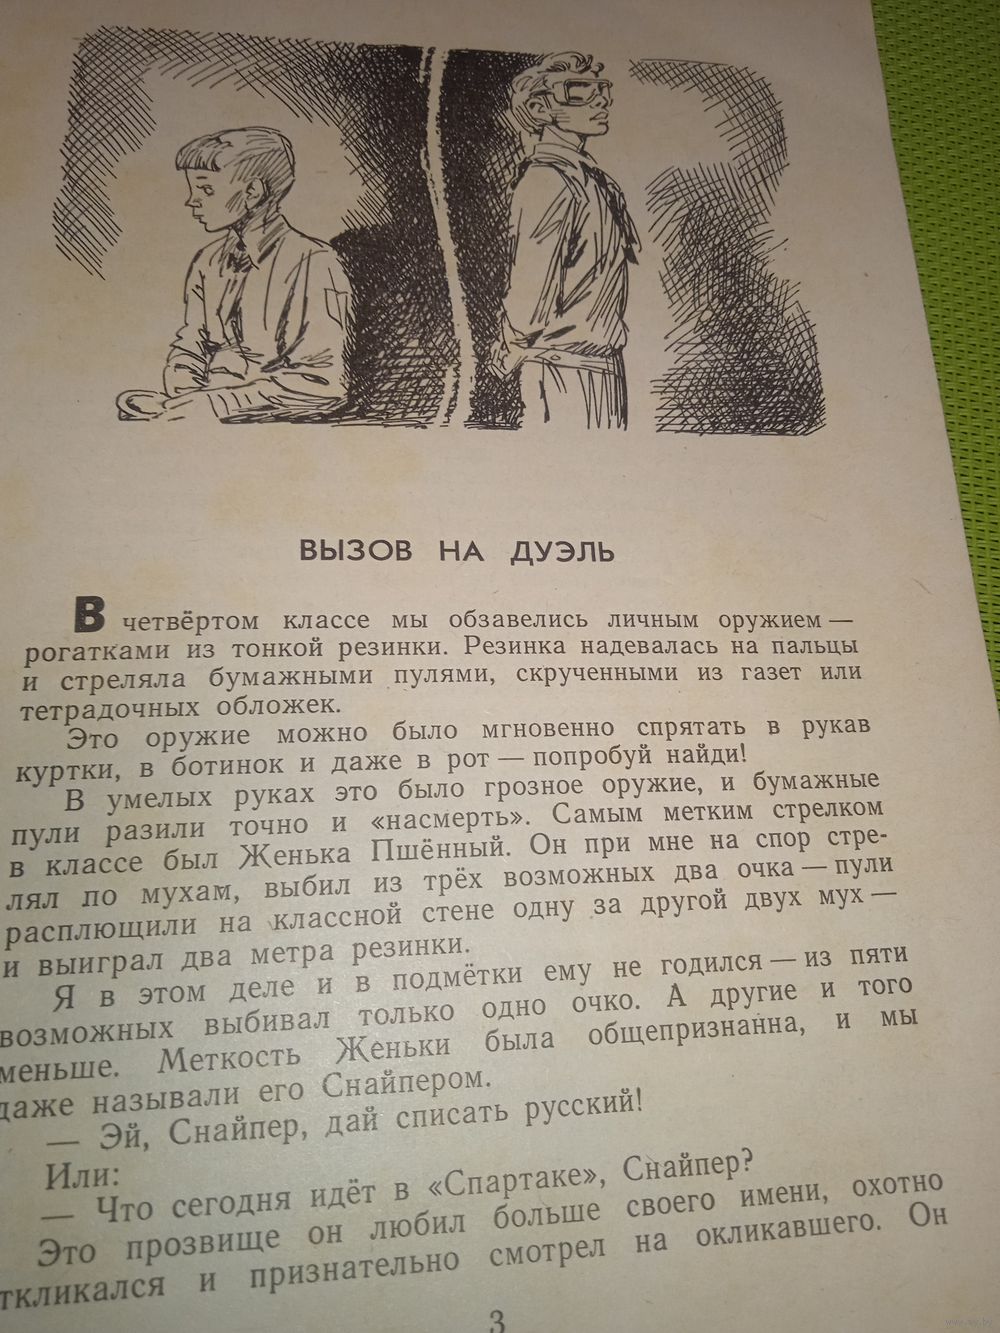 ВЫЗОВ НА ДУЭЛЬ
В четвёртом классе мы обзавелись личным оружием —
рогатками из тонкой резинки. Резинка надевалась на пальцы
и стреляла бумажными пулями, скрученными из газет или
тетрадочных обложек.
Это оружие можно было мгновенно спрятать в рукав
куртки, в ботинок и даже в рот — попробуй найди!
В умелых руках это было грозное оружие, и бумажные
пули разили точно и «насмерть». Самым метким стрелком
в классе был Женька Пшённый. Он при мне на спор стре-
лял по мухам, выбил из трёх возможных два очка — пули
расплющили на классной стене одну за другой двух мух —
и выиграл два метра резинки.
Я в этом деле и в подмётки ему не годился — из пяти
возможных выбивал только одно очко. А другие и того
меньше. Меткость Женьки была общепризнанна, и мы
даже называли его Снайпером.
— Эй, Снайпер, дай списать русский!
Или:
— Что сегодня идёт в «Спартаке», Снайпер?
Это прозвище он любил больше своего имени, охотно
ткликался и признательно смотрел на окликавшего. Он
3